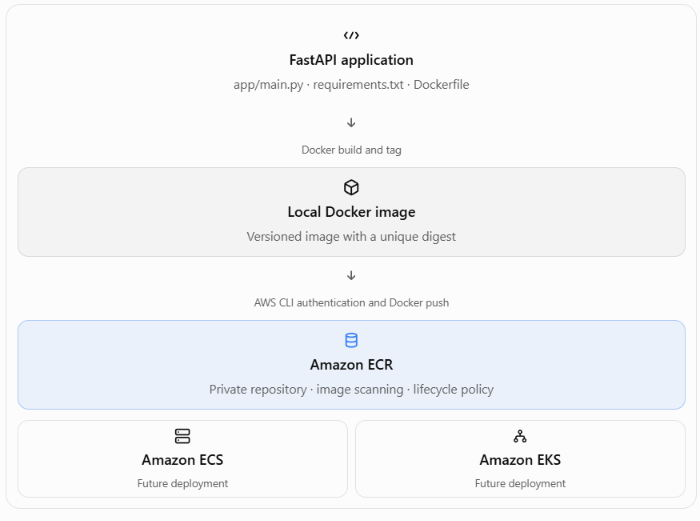 FastAPI application
app/main.py · requirements.txt · Dockerfile
Docker build and tag
Local Docker image
Versioned image with a unique digest
AWS CLI authentication and Docker push
Amazon ECR
Private repository · image scanning · lifecycle policy
Amazon ECS
Future deployment
Amazon EKS
Future deployment